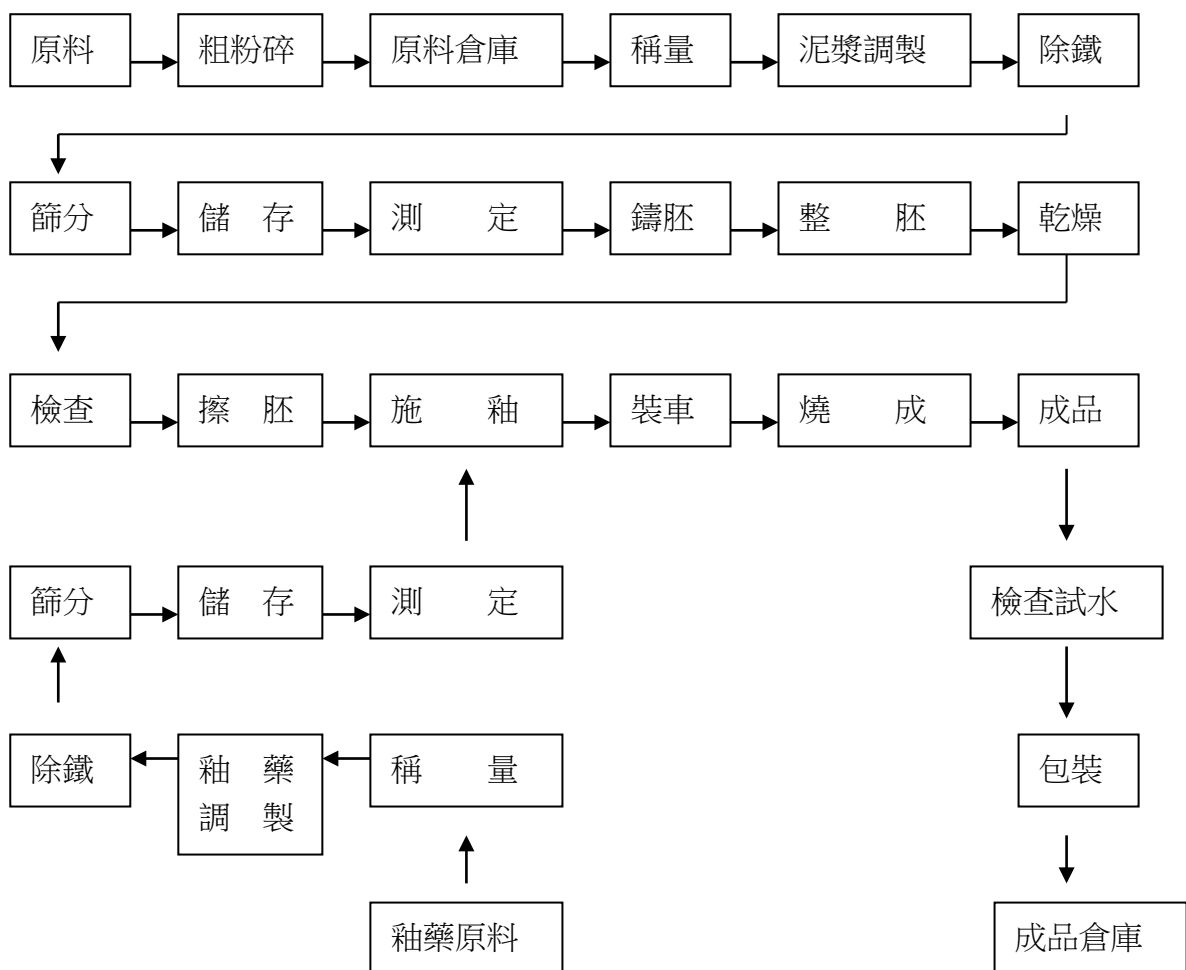 原料 粗粉碎 原料倉庫 稱量 泥漿調製 除鐵
篩分 儲存 測定 鑄胚 整胚 乾燥
檢查 擦胚 施釉 裝車 燒成 成品
篩分 儲存 測定 檢查試水
除鐵 釉藥 稱量 包裝
調製
釉藥原料 成品倉庫